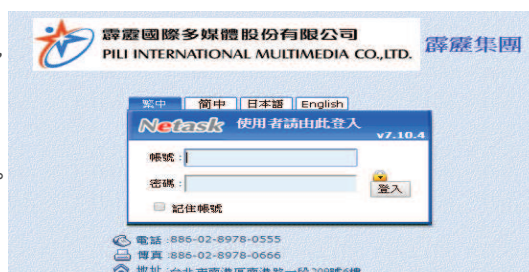 霹靂國際多媒體股份有限公司
PILI INTERNATIONAL MULTIMEDIA CO.,LTD.
霹靂集團
繁中 簡中 日本語 English
Netask 使用者請由此登入
v7.10.4
帳號：
密碼：
登入
記住帳號
電話：886-02-8978-0555
傳真：886-02-8978-0666